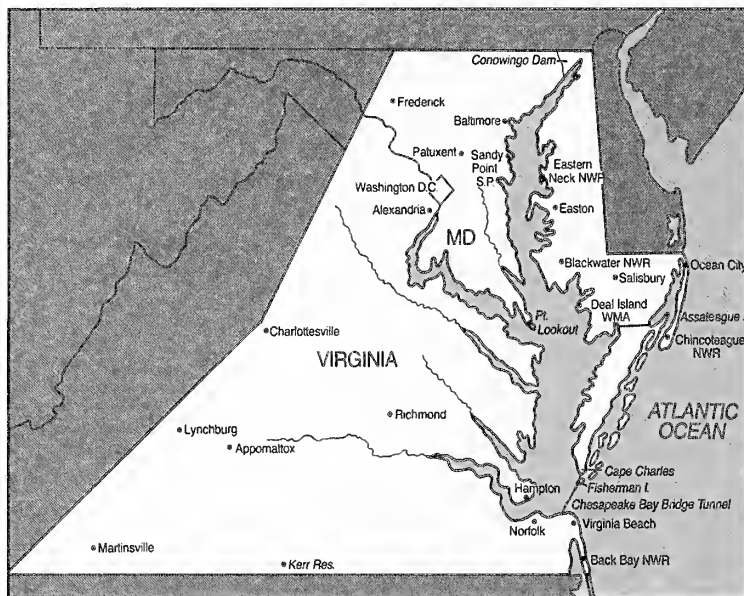 Conowingo Dam
Frederick
Baltimore
Patuxent
Sandy
Point
S.P.
Eastern
Neck NWR
Washington D.C.
Alexandria
Easton
MD
Blackwater NWR
Ocean City
Salisbury
Deal Island
WMA
Assateague
Pt.
Lookout
Charlottesville
Chincoteague
NWR
VIRGINIA
Richmond
ATLANTIC
OCEAN
Lynchburg
Appomattox
Cape Charles
Fisherman I.
Hampton
Chesapeake Bay Bridge Tunnel
Norfolk
Virginia Beach
Martinsville
Back Bay NWR
Kerr Res.